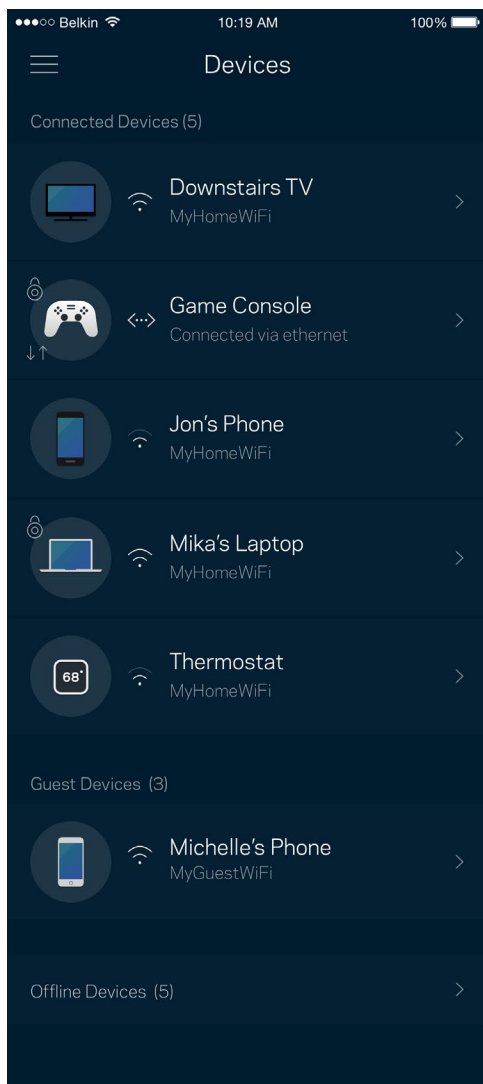 Belkin 10:19 AM 100%
Devices
Connected Devices (5)
Downstairs TV
MyHomeWiFi
Game Console
Connected via ethernet
Jon's Phone
MyHomeWiFi
Mika's Laptop
MyHomeWiFi
68°
Thermostat
MyHomeWiFi
Guest Devices (3)
Michelle's Phone
MyGuestWiFi
Offline Devices (5)